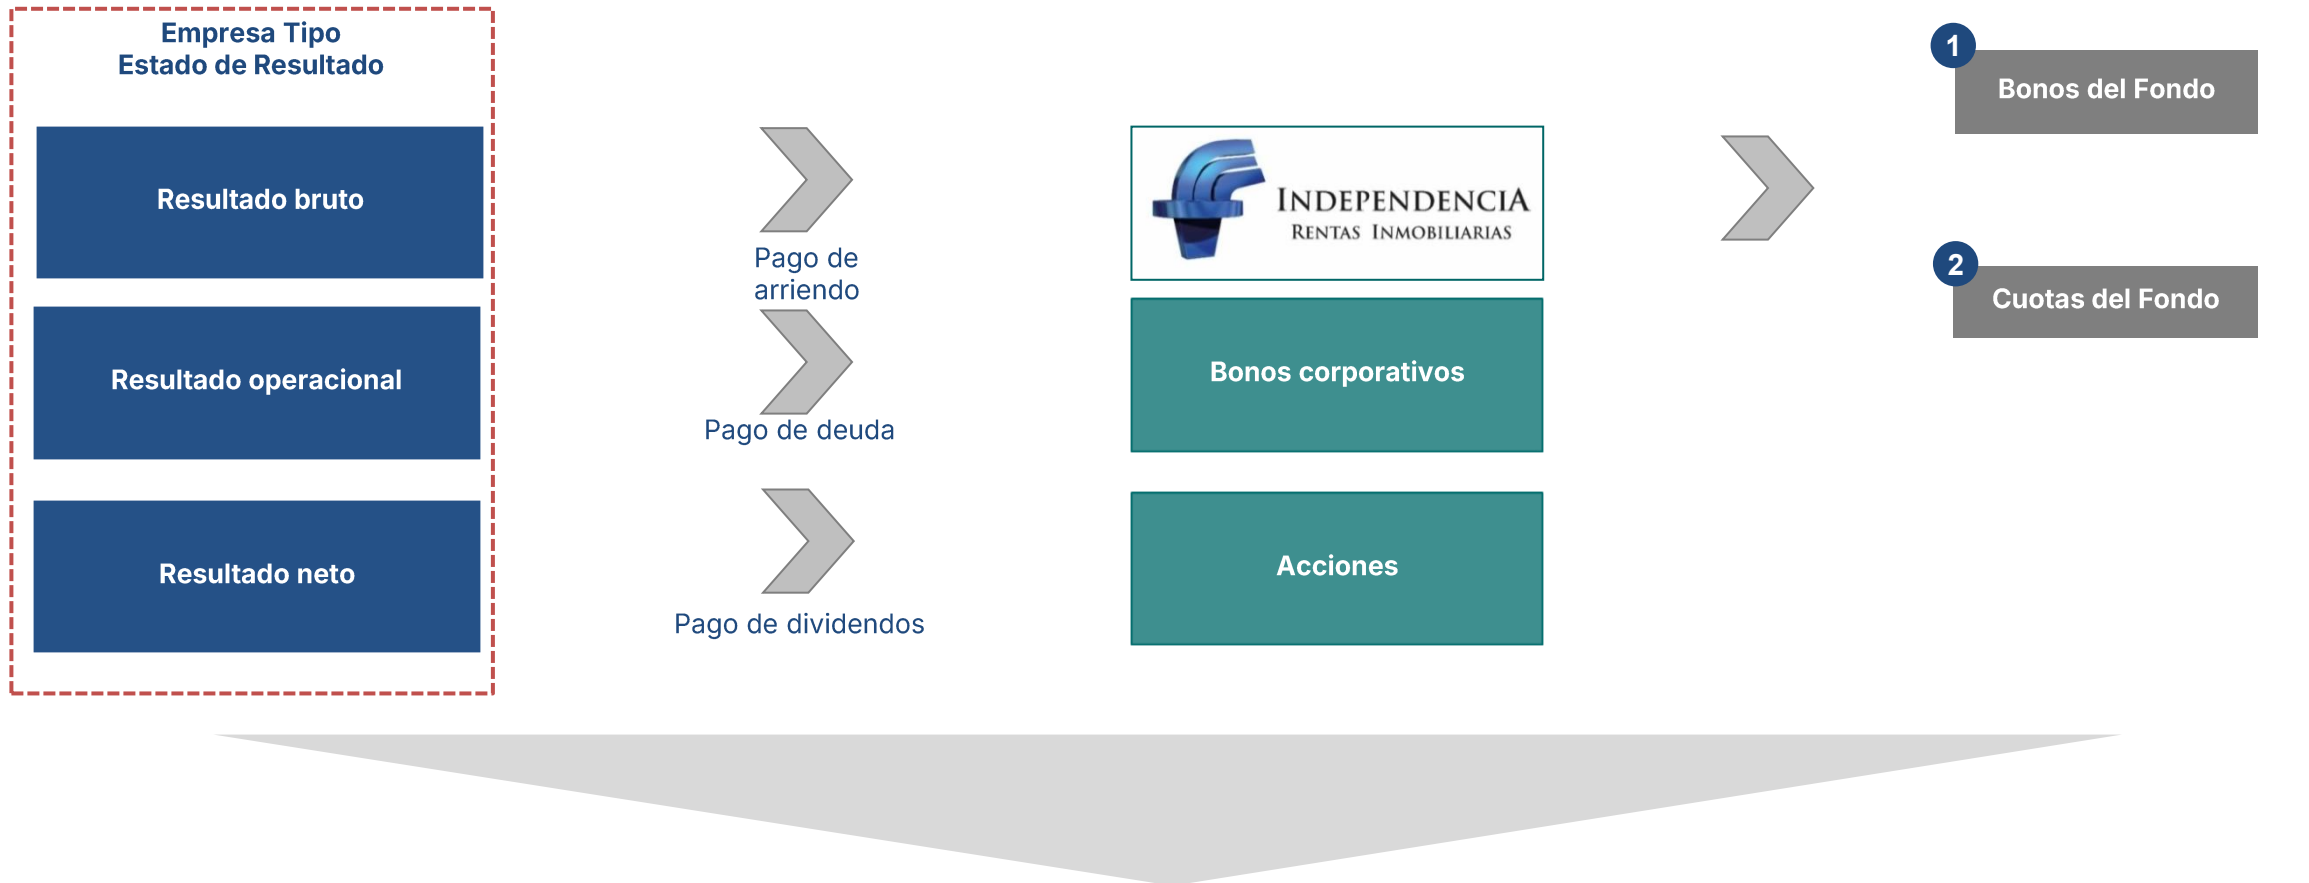 Empresa Tipo
Estado de Resultado
Resultado bruto
Resultado operacional
Resultado neto
Pago de
arriendo
Pago de deuda
Pago de dividendos
INDEPENDENCIA
RENTAS INMOBILIARIAS
Bonos corporativos
Acciones
1
Bonos del Fondo
2
Cuotas del Fondo